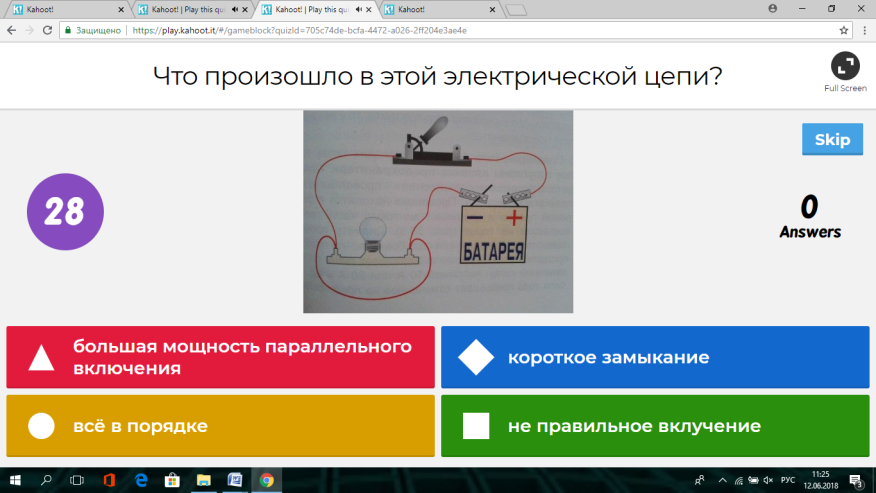 Kahoot!
Kahoot! | Play this qu
Kahoot! | Play this qu
Kahoot!
Защищено
https://play.kahoot.it/#/gameblock?quizId=705c74de-bcfa-4472-a026-2ff204e3ae4e
Что произошло в этой электрической цепи?
Full Screen
Skip
28
0
Answers
− +
БАТАРЕЯ
большая мощность параллельного
включения
короткое замыкание
всё в порядке
не правильное вклучение
РУС
11:25
12.06.2018
3